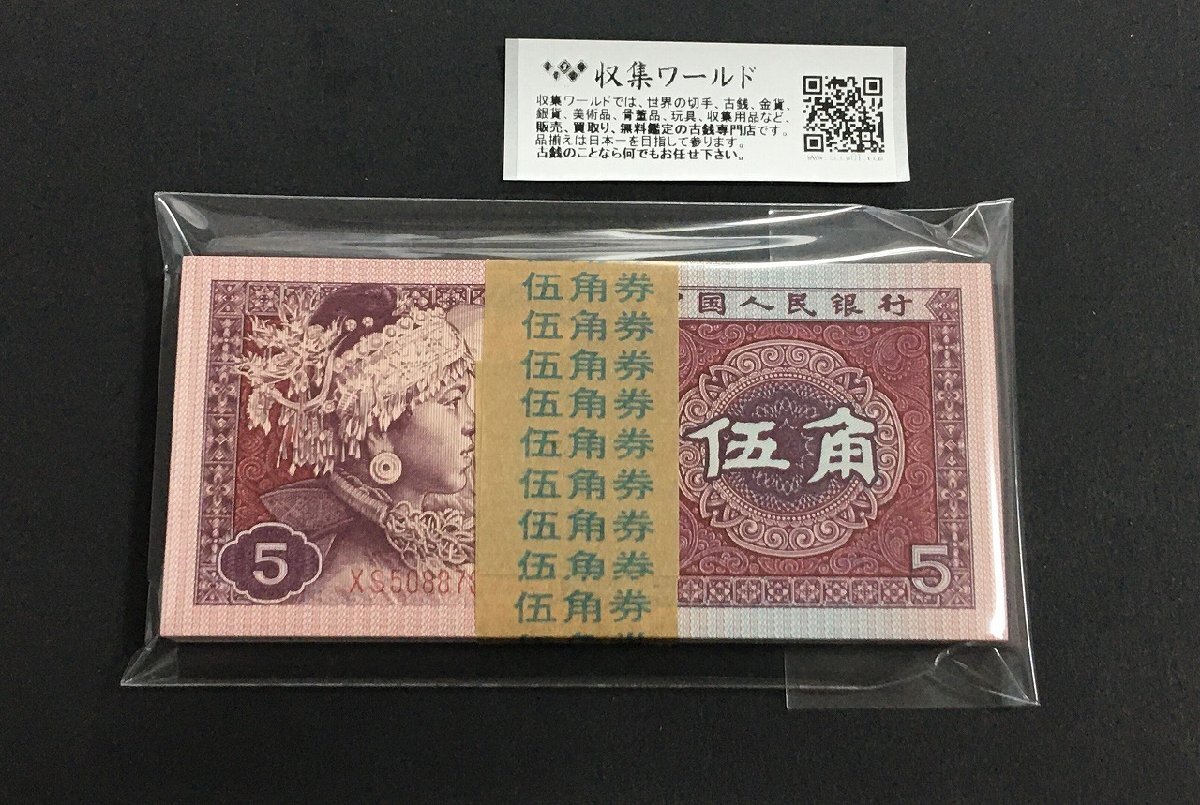 収集ワールド
収集ワールドでは、世界の切手、古銭、金貨、
銀貨、美術品、骨董品、玩具、収集用品など、
販売、買取り、無料鑑定の古銭専門店です。
品揃えは日本一を目指して参ります。
古銭のことなら何でもお任せ下さい。
国人民銀行
伍角券
伍角券
伍角券
伍角券
伍角券
伍角券
伍角券
伍角券
伍角券
伍角
5
XS508878
5